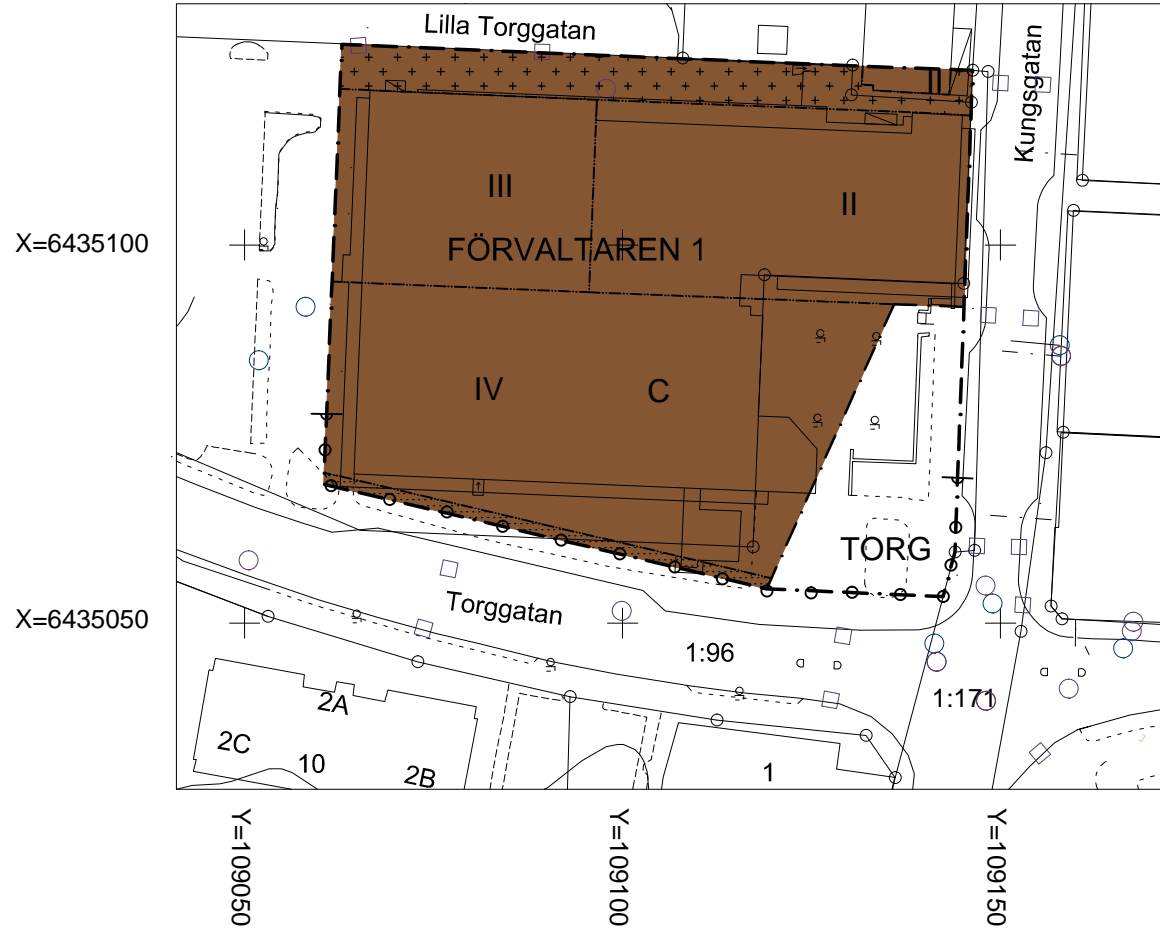 Lilla Torggatan
Kungsgatan
II
III
II
X=6435100
FÖRVALTAREN 1
IV
C
TORG
Torggatan
X=6435050
1:96
1:171
2A
2C
10
2B
1
Y=109050
Y=109100
Y=109150